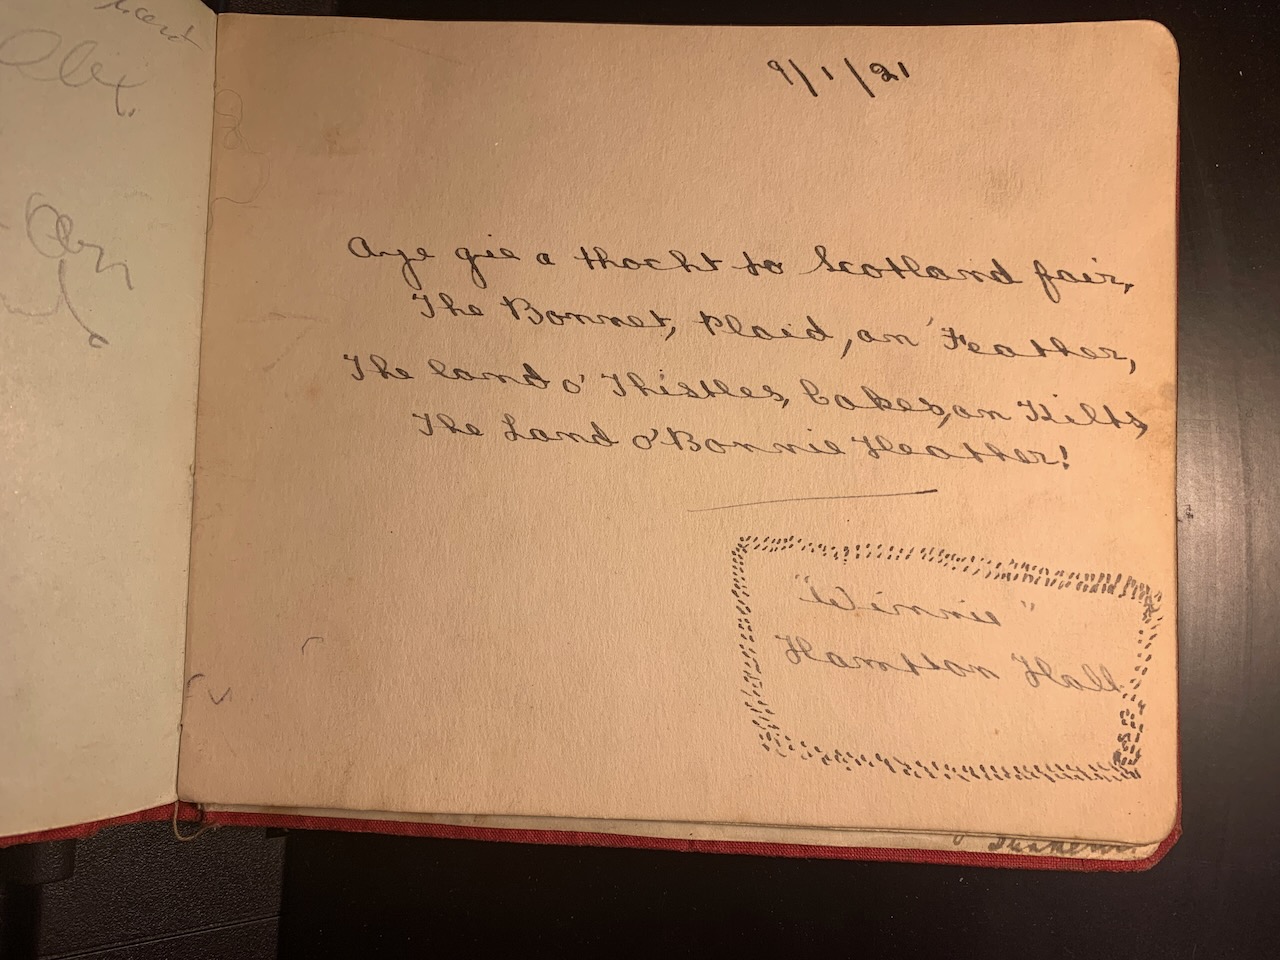 Alex.
9/1/21
Aye gie a thocht to Scotland fair,
The Bonnet, Plaid, an' Feather,
The land o' Thistles, Cakes, an Kilts,
The Land o' Bonnie Heather!
"Winnie"
Hampton Hall